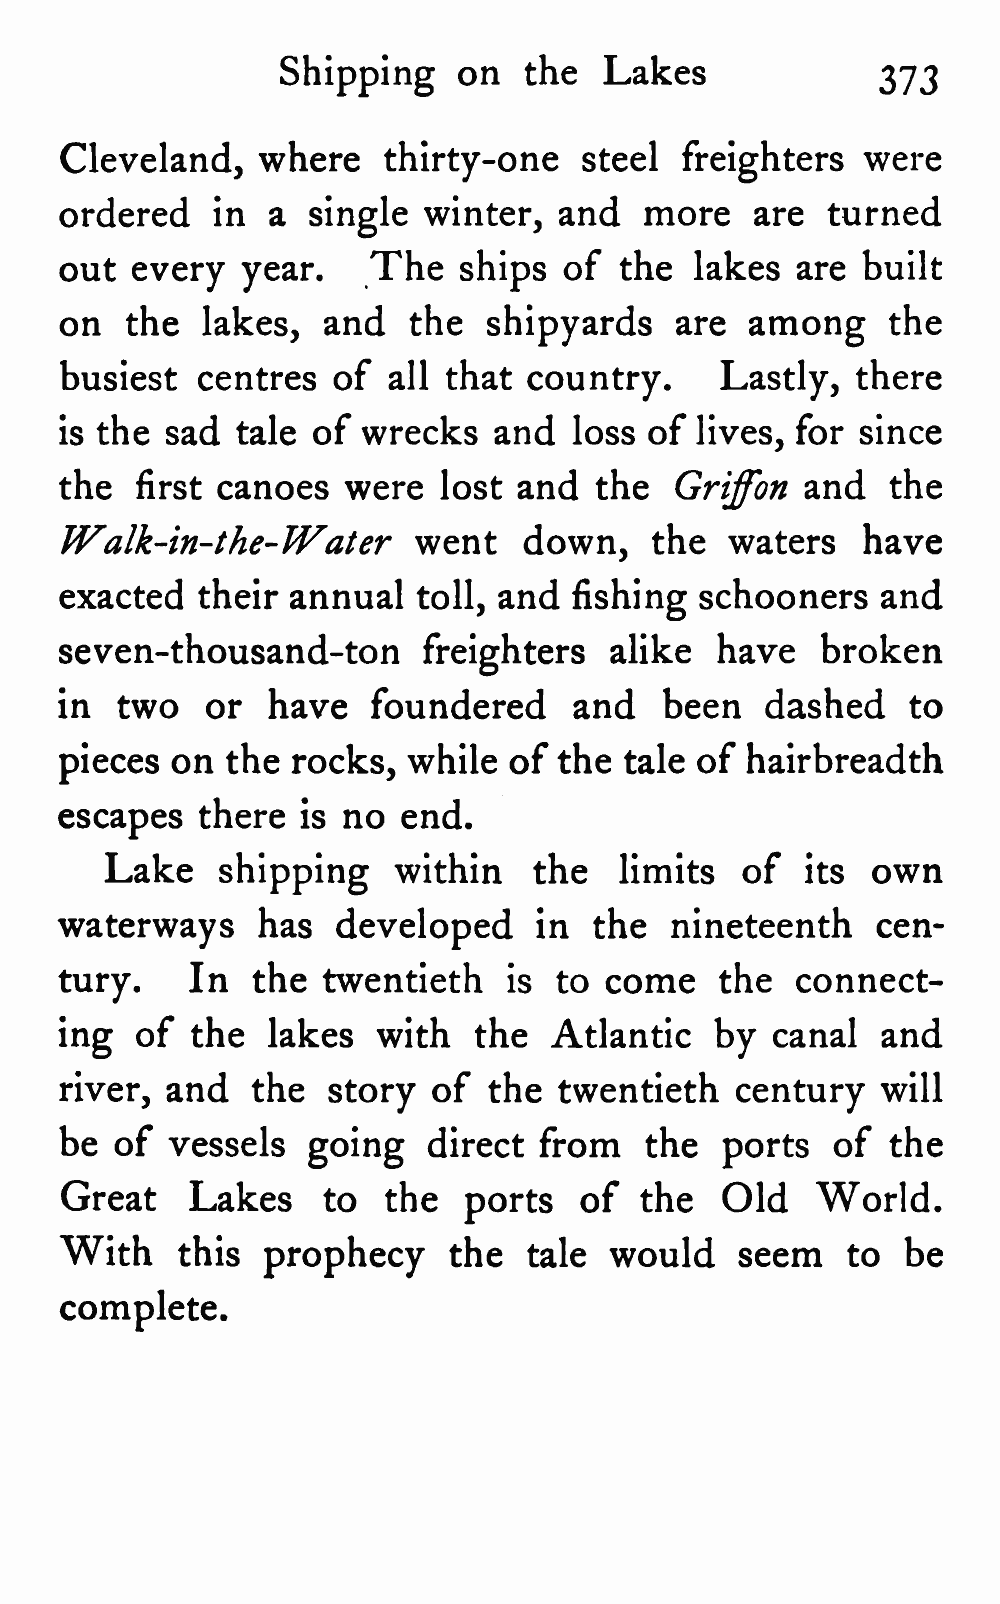 Shipping on the Lakes 373
Cleveland, where thirty-one steel freighters were
ordered in a single winter, and more are turned
out every year. The ships of the lakes are built
on the lakes, and the shipyards are among the
busiest centres of all that country. Lastly, there
is the sad tale of wrecks and loss of lives, for since
the first canoes were lost and the Griffon and the
Walk-in-the-Water went down, the waters have
exacted their annual toll, and fishing schooners and
seven-thousand-ton freighters alike have broken
in two or have foundered and been dashed to
pieces on the rocks, while of the tale of hairbreadth
escapes there is no end.
Lake shipping within the limits of its own
waterways has developed in the nineteenth cen-
tury. In the twentieth is to come the connect-
ing of the lakes with the Atlantic by canal and
river, and the story of the twentieth century will
be of vessels going direct from the ports of the
Great Lakes to the ports of the Old World.
With this prophecy the tale would seem to be
complete.